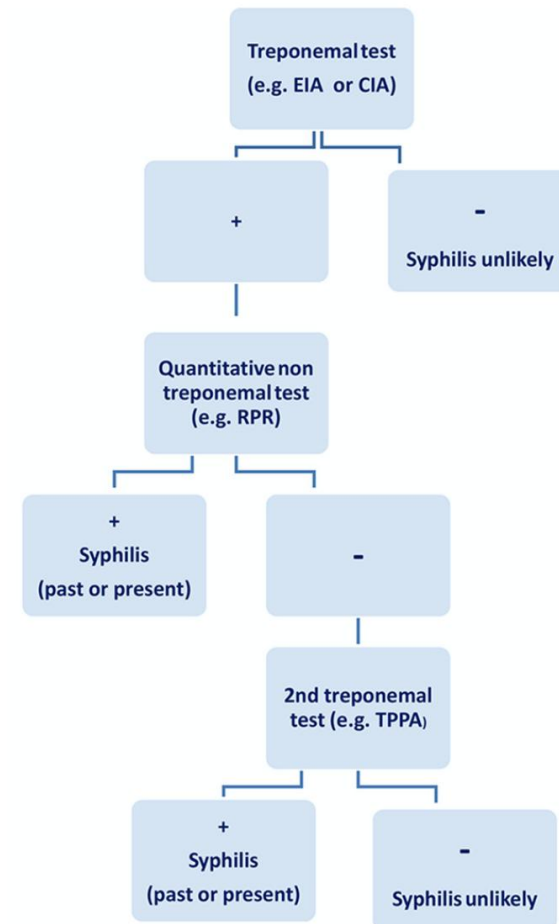 Treponemal test
(e.g. EIA or CIA)
+
-
Syphilis unlikely
Quantitative non
treponemal test
(e.g. RPR)
+
Syphilis
(past or present)
-
2nd treponemal
test (e.g. TPPA)
+
Syphilis
(past or present)
-
Syphilis unlikely